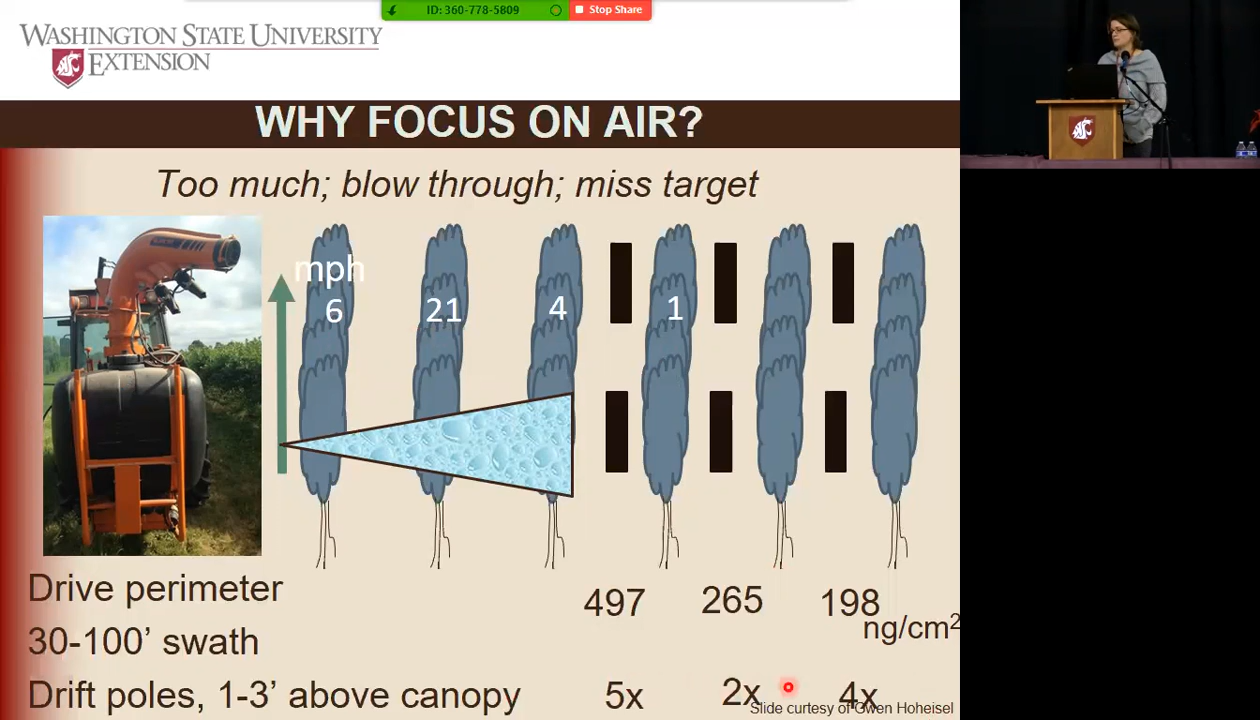 ID: 360-778-5809
Stop Share
WASHINGTON STATE UNIVERSITY
EXTENSION
WHY FOCUS ON AIR?
Too much; blow through; miss target
mph
6 21 4 1
Drive perimeter 497 265 198
ng/cm²
30-100’ swath
Drift poles, 1-3’ above canopy 5x 2x 4x
Slide curtesy of Gwen Hoheisel